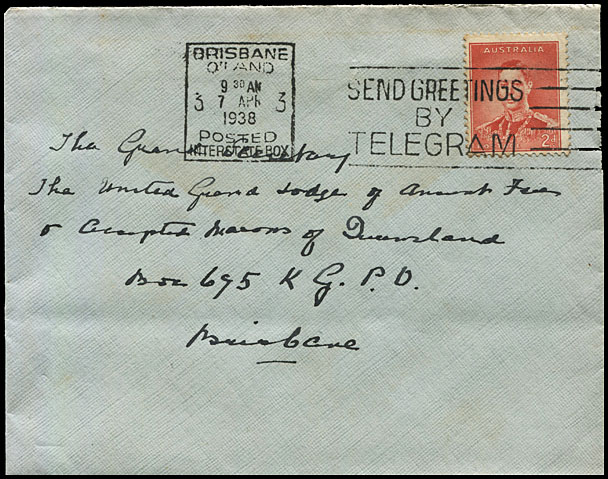 BRISBANE
Q'LAND
9 30 AM
3 7 APR 3
1938
POSTED
INTERSTATE BOX
AUSTRALIA
2d
SEND GREETINGS
BY
TELEGRAM
The Grand Secretary
The United Grand Lodge of Ancient Free
& Accepted Masons of Queensland
Box 695 K G.P.O.
Brisbane